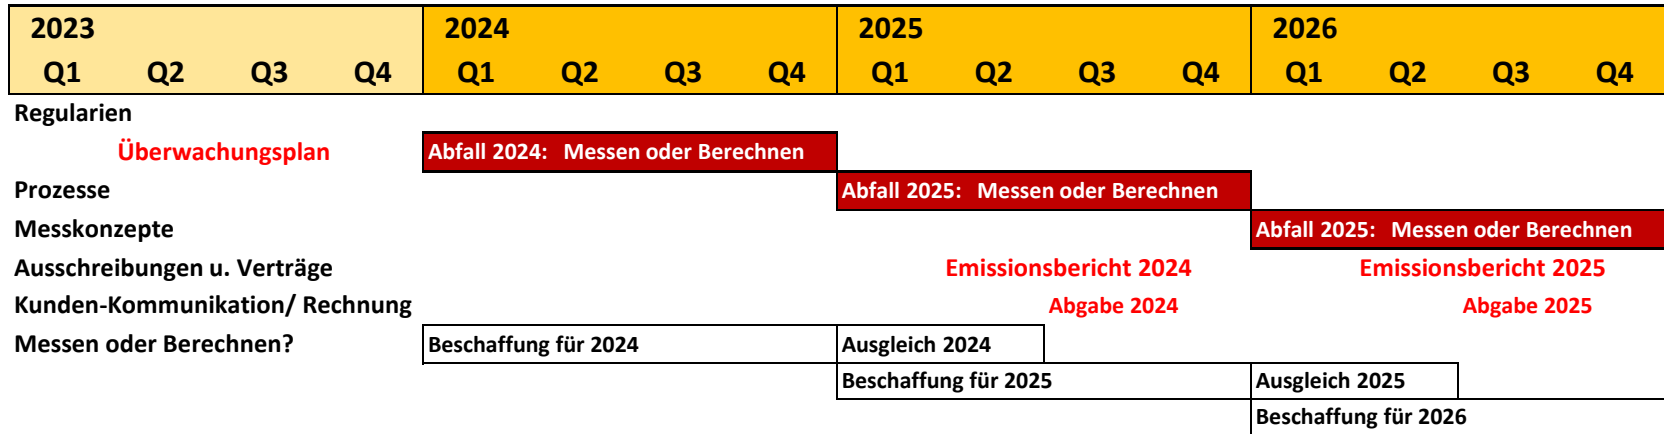 2023 2024 2025 2026
Q1 Q2 Q3 Q4 Q1 Q2 Q3 Q4 Q1 Q2 Q3 Q4 Q1 Q2 Q3 Q4
Regularien
Überwachungsplan Abfall 2024: Messen oder Berechnen
Prozesse Abfall 2025: Messen oder Berechnen
Messkonzepte Abfall 2025: Messen oder Berechnen
Ausschreibungen u. Verträge Emissionsbericht 2024 Emissionsbericht 2025
Kunden-Kommunikation/ Rechnung Abgabe 2024 Abgabe 2025
Messen oder Berechnen? Beschaffung für 2024 Ausgleich 2024
Beschaffung für 2025 Ausgleich 2025
Beschaffung für 2026